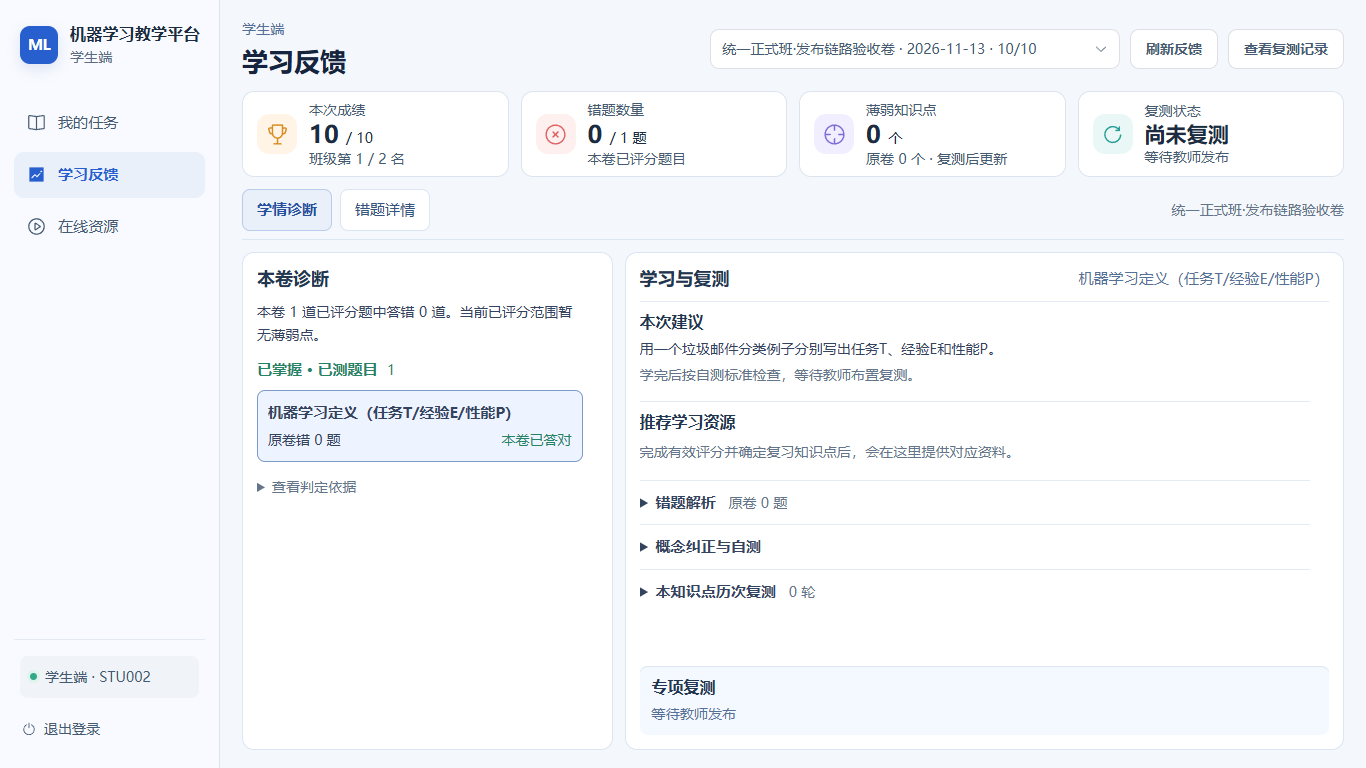 ML
机器学习教学平台
学生端
我的任务
学习反馈
在线资源
学生端 · STU002
退出登录
学生端
学习反馈
统一正式班·发布链路验收卷 · 2026-11-13 · 10/10
刷新反馈
查看复测记录
本次成绩
10 / 10
班级第 1 / 2 名
错题数量
0 / 1 题
本卷已评分题目
薄弱知识点
0 个
原卷 0 个 · 复测后更新
复测状态
尚未复测
等待教师发布
学情诊断
错题详情
统一正式班·发布链路验收卷
本卷诊断
本卷 1 道已评分题中答错 0 道。当前已评分范围暂
无薄弱点。
已掌握 · 已测题目 1
机器学习定义（任务T/经验E/性能P）
原卷错 0 题
本卷已答对
查看判定依据
学习与复测
机器学习定义（任务T/经验E/性能P）
本次建议
用一个垃圾邮件分类例子分别写出任务T、经验E和性能P。
学完后按自测标准检查，等待教师布置复测。
推荐学习资源
完成有效评分并确定复习知识点后，会在这里提供对应资料。
错题解析 原卷 0 题
概念纠正与自测
本知识点历次复测 0 轮
专项复测
等待教师发布